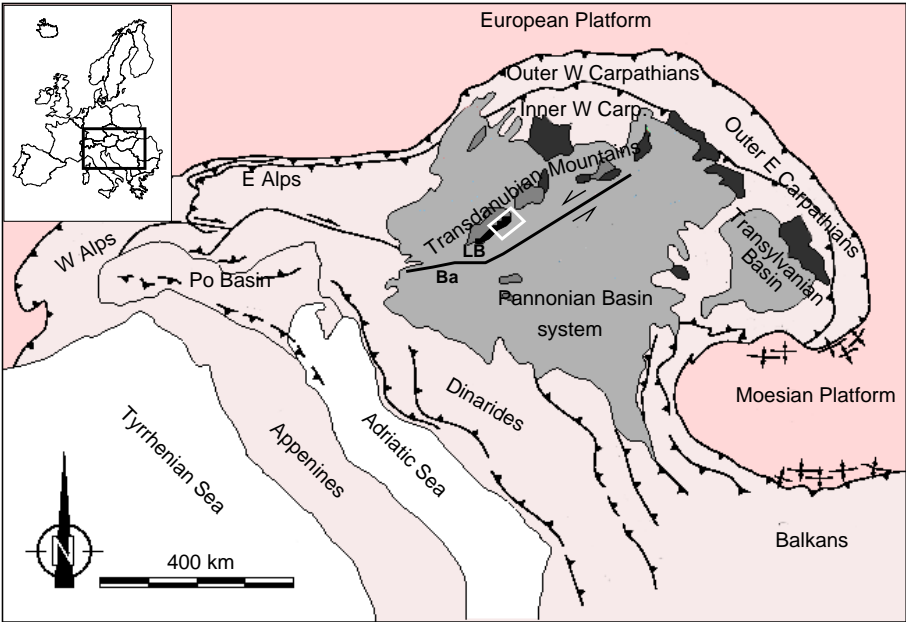 European Platform
Outer W Carpathians
Inner W Carp.
Outer E Carpathians
E Alps
Transdanubian Mountains
Transylvanian
Basin
W Alps
LB
Po Basin
Ba
Pannonian Basin
system
Moesian Platform
Dinarides
Tyrrhenian Sea
Appenines
Adriatic Sea
Balkans
N
400 km